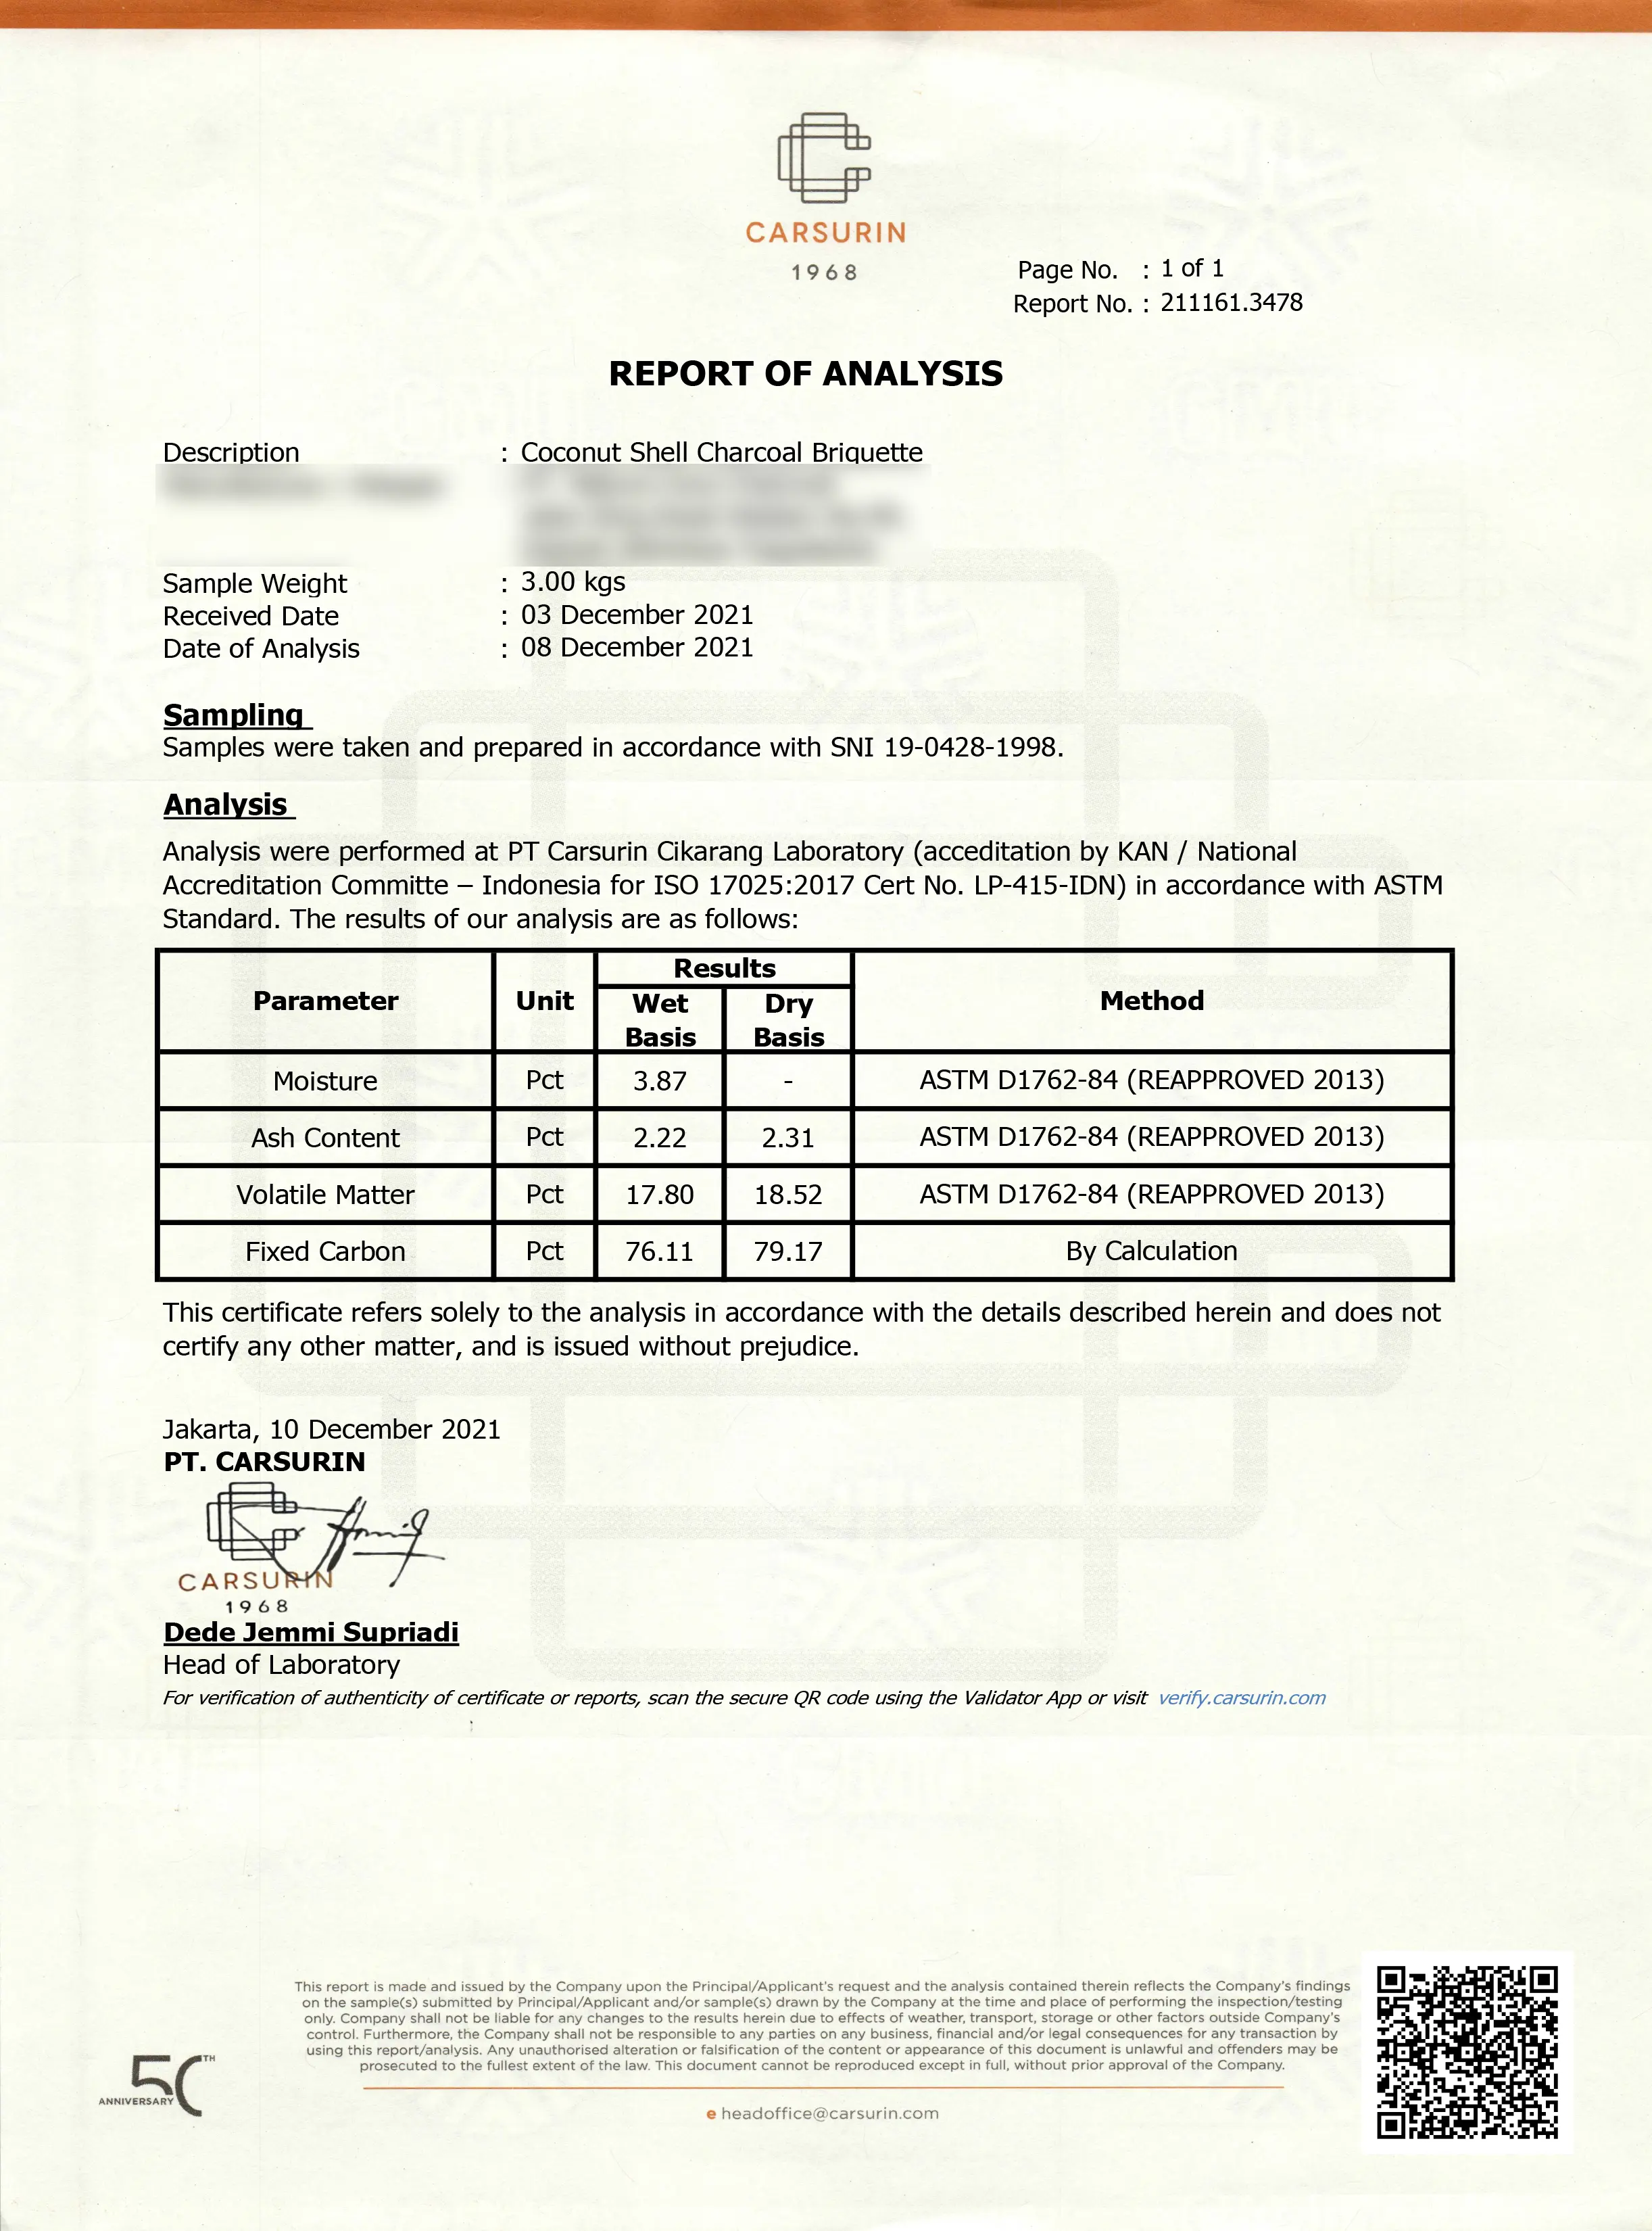 CARSURIN
1968
Page No. : 1 of 1
Report No. : 211161.3478
REPORT OF ANALYSIS
Description : Coconut Shell Charcoal Briquette
Sample Weight : 3.00 kgs
Received Date : 03 December 2021
Date of Analysis : 08 December 2021
Sampling
Samples were taken and prepared in accordance with SNI 19-0428-1998.
Analysis
Analysis were performed at PT Carsurin Cikarang Laboratory (acceditation by KAN / National
Accreditation Committe – Indonesia for ISO 17025:2017 Cert No. LP-415-IDN) in accordance with ASTM
Standard. The results of our analysis are as follows:
Parameter Unit Results Method
Wet Basis Dry Basis
Moisture Pct 3.87 - ASTM D1762-84 (REAPPROVED 2013)
Ash Content Pct 2.22 2.31 ASTM D1762-84 (REAPPROVED 2013)
Volatile Matter Pct 17.80 18.52 ASTM D1762-84 (REAPPROVED 2013)
Fixed Carbon Pct 76.11 79.17 By Calculation
This certificate refers solely to the analysis in accordance with the details described herein and does not
certify any other matter, and is issued without prejudice.
Jakarta, 10 December 2021
PT. CARSURIN
CARSURIN
1968
Dede Jemmi Supriadi
Head of Laboratory
For verification of authenticity of certificate or reports, scan the secure QR code using the Validator App or visit verify.carsurin.com
This report is made and issued by the Company upon the Principal/Applicant's request and the analysis contained therein reflects the Company's findings
on the sample(s) submitted by Principal/Applicant and/or sample(s) drawn by the Company at the time and place of performing the inspection/testing
only. Company shall not be liable for any changes to the results herein due to effects of weather, transport, storage or other factors outside Company's
control. Furthermore, the Company shall not be responsible to any parties on any business, financial and/or legal consequences for any transaction by
using this report/analysis. Any unauthorised alteration or falsification of the content or appearance of this document is unlawful and offenders may be
prosecuted to the fullest extent of the law. This document cannot be reproduced except in full, without prior approval of the Company.
50TH
ANNIVERSARY
e headoffice@carsurin.com